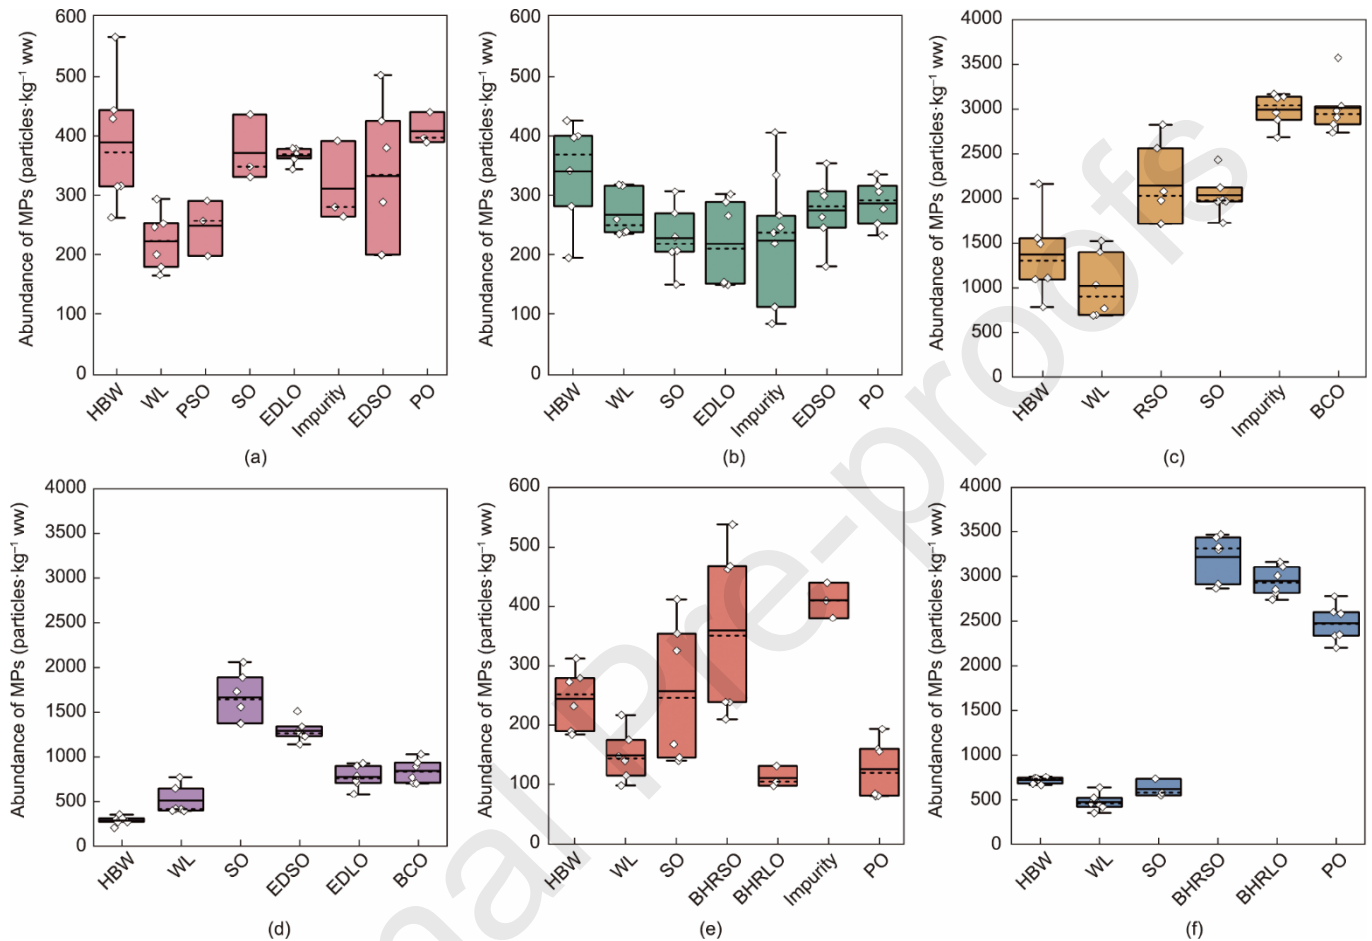 Abundance of MPs (particles·kg⁻¹ ww)
600
500
400
300
200
100
0
HBW
WL
PSO
SO
EDLO
Impurity
EDSO
PO
(a)
Abundance of MPs (particles·kg⁻¹ ww)
600
500
400
300
200
100
0
HBW
WL
SO
EDLO
Impurity
EDSO
PO
(b)
Abundance of MPs (particles·kg⁻¹ ww)
4000
3500
3000
2500
2000
1500
1000
500
0
HBW
WL
RSO
SO
Impurity
BCO
(c)
Abundance of MPs (particles·kg⁻¹ ww)
4000
3500
3000
2500
2000
1500
1000
500
0
HBW
WL
SO
EDSO
EDLO
BCO
(d)
Abundance of MPs (particles·kg⁻¹ ww)
600
500
400
300
200
100
0
HBW
WL
SO
BHRSO
BHRLO
Impurity
PO
(e)
Abundance of MPs (particles·kg⁻¹ ww)
4000
3500
3000
2500
2000
1500
1000
500
0
HBW
WL
SO
BHRSO
BHRLO
PO
(f)
nal Pre-proofs